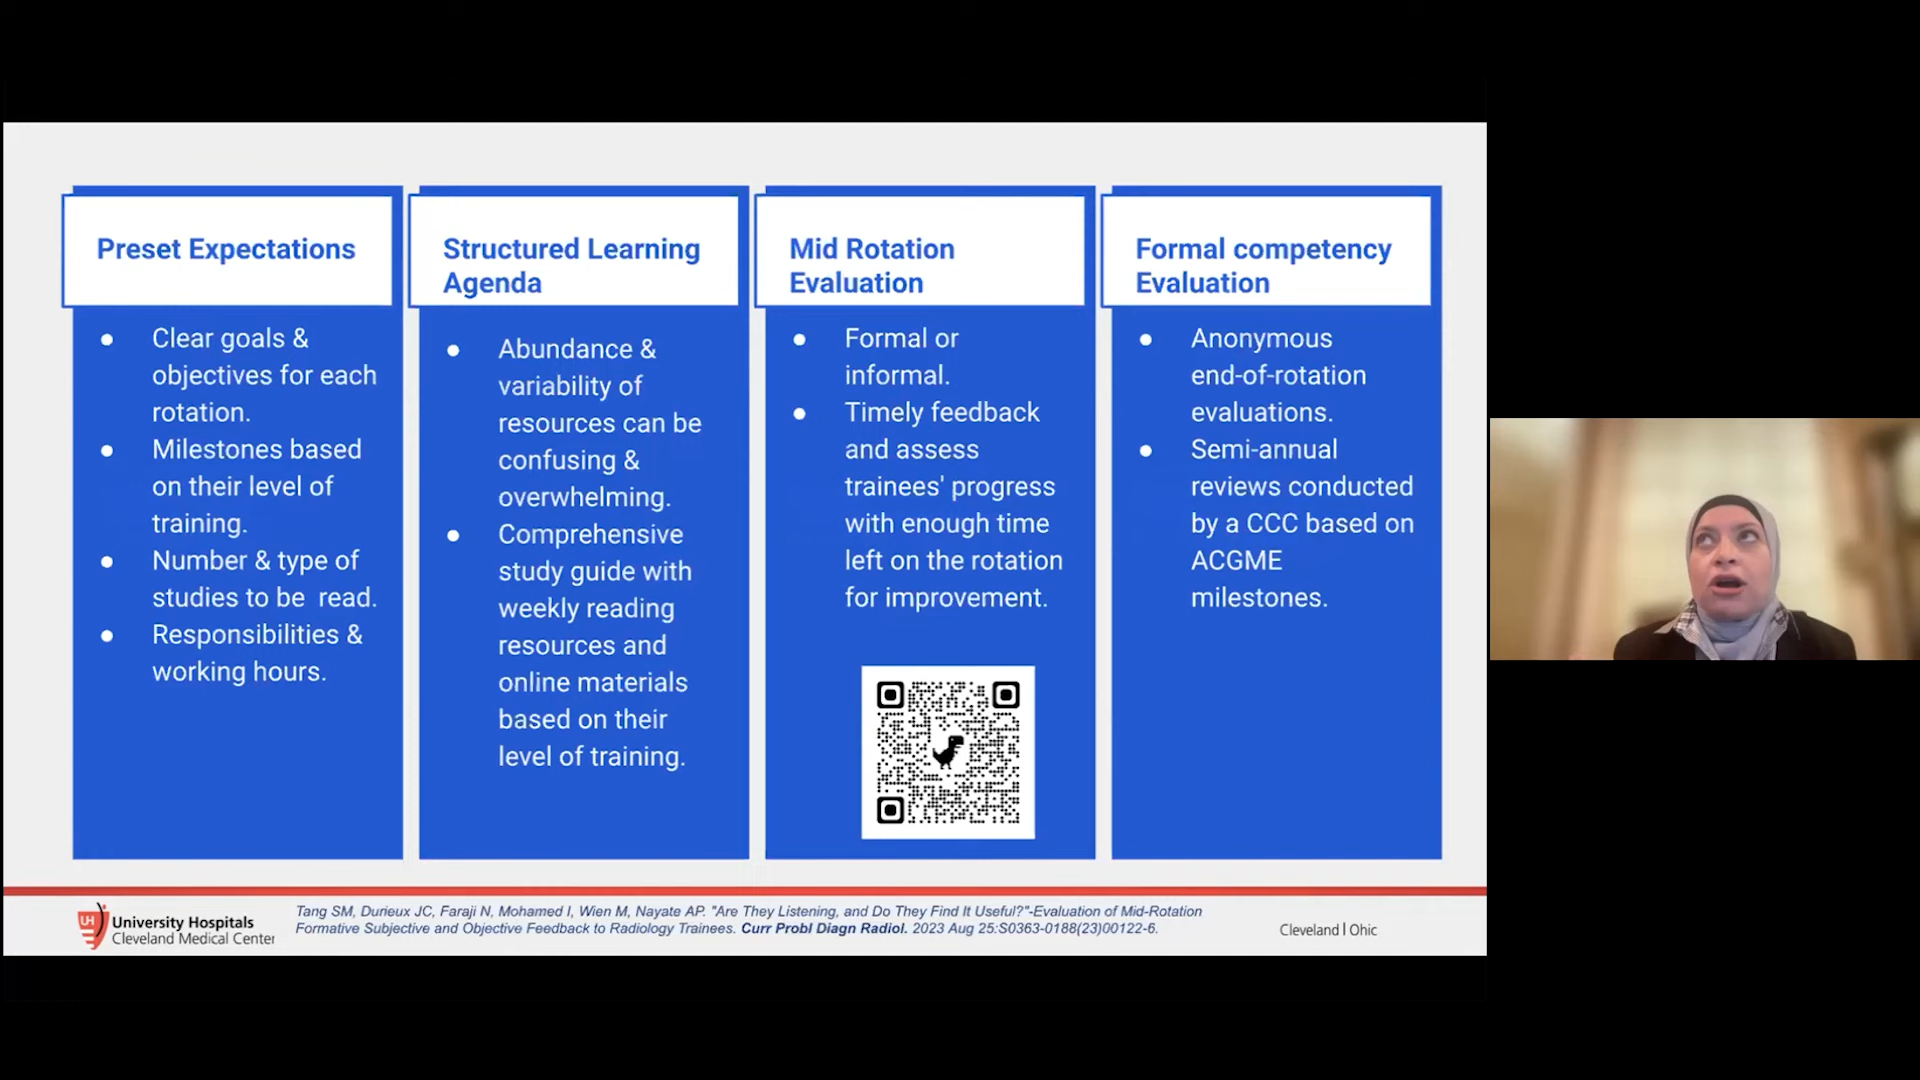 Preset Expectations
Clear goals &
objectives for each
rotation.
Milestones based
on their level of
training.
Number & type of
studies to be read.
Responsibilities &
working hours.
Structured Learning
Agenda
Abundance &
variability of
resources can be
confusing &
overwhelming.
Comprehensive
study guide with
weekly reading
resources and
online materials
based on their
level of training.
Mid Rotation
Evaluation
Formal or
informal.
Timely feedback
and assess
trainees' progress
with enough time
left on the rotation
for improvement.
Formal competency
Evaluation
Anonymous
end-of-rotation
evaluations.
Semi-annual
reviews conducted
by a CCC based on
ACGME
milestones.
UH
University Hospitals
Cleveland Medical Center
Tang SM, Durieux JC, Faraji N, Mohamed I, Wien M, Nayate AP. "Are They Listening, and Do They Find It Useful?"-Evaluation of Mid-Rotation
Formative Subjective and Objective Feedback to Radiology Trainees. Curr Probl Diagn Radiol. 2023 Aug 25:S0363-0188(23)00122-6.
Cleveland | Ohio